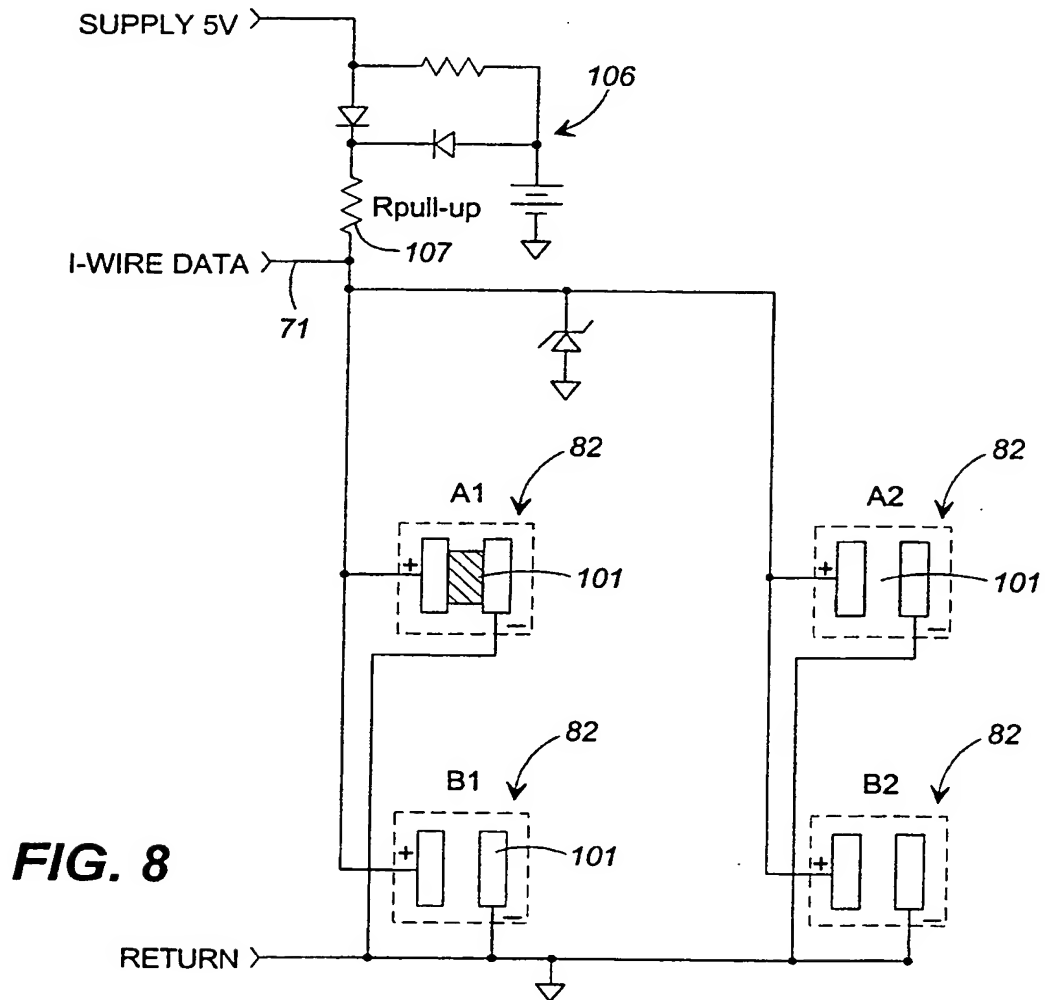 SUPPLY 5V
106
Rpull-up
107
I-WIRE DATA
71
82
A1
+
101
–
82
A2
+
101
–
82
B1
+
101
–
82
B2
+
–
FIG. 8
RETURN